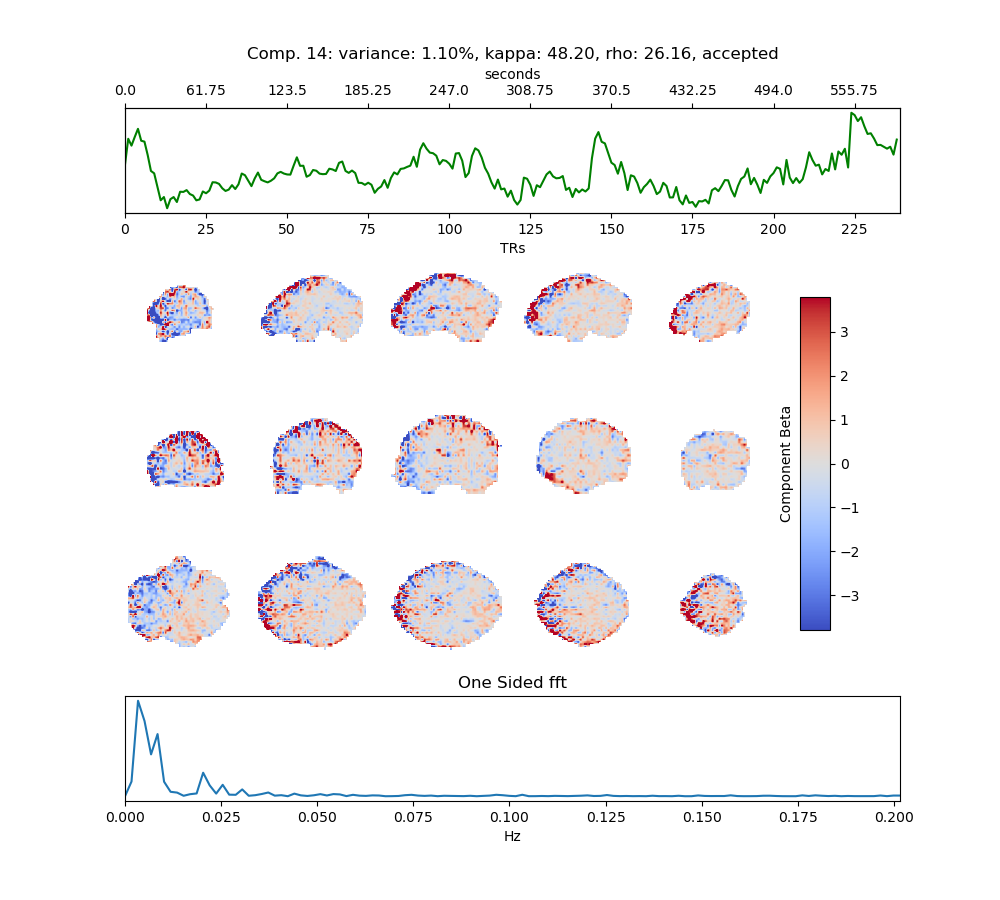 Comp. 14: variance: 1.10%, kappa: 48.20, rho: 26.16, accepted
seconds
0.0 61.75 123.5 185.25 247.0 308.75 370.5 432.25 494.0 555.75
0 25 50 75 100 125 150 175 200 225
TRs
3
2
1
0
−1
−2
−3
Component Beta
One Sided fft
0.000 0.025 0.050 0.075 0.100 0.125 0.150 0.175 0.200
Hz